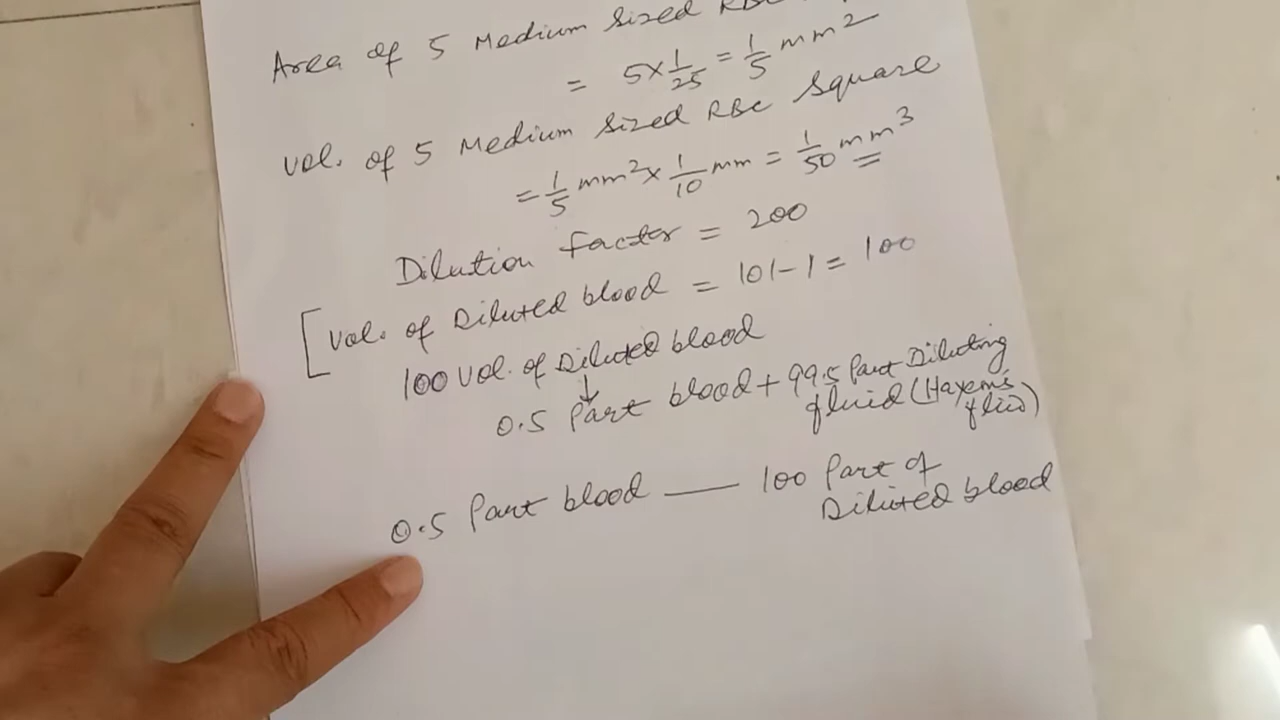 Area of 5 Medium sized RBC
= 5×1/25 = 1/5 mm²
Vol. of 5 Medium sized RBC square
= 1/5 mm² × 1/10 mm = 1/50 mm³
Dilution factor = 200
[Vol. of Diluted blood = 101-1 = 100
100 Vol. of Diluted blood
↓
0.5 Part blood + 99.5 Part Diluting
fluid (Hayem's
fluid)
0.5 Part blood — 100 Part of
Diluted blood